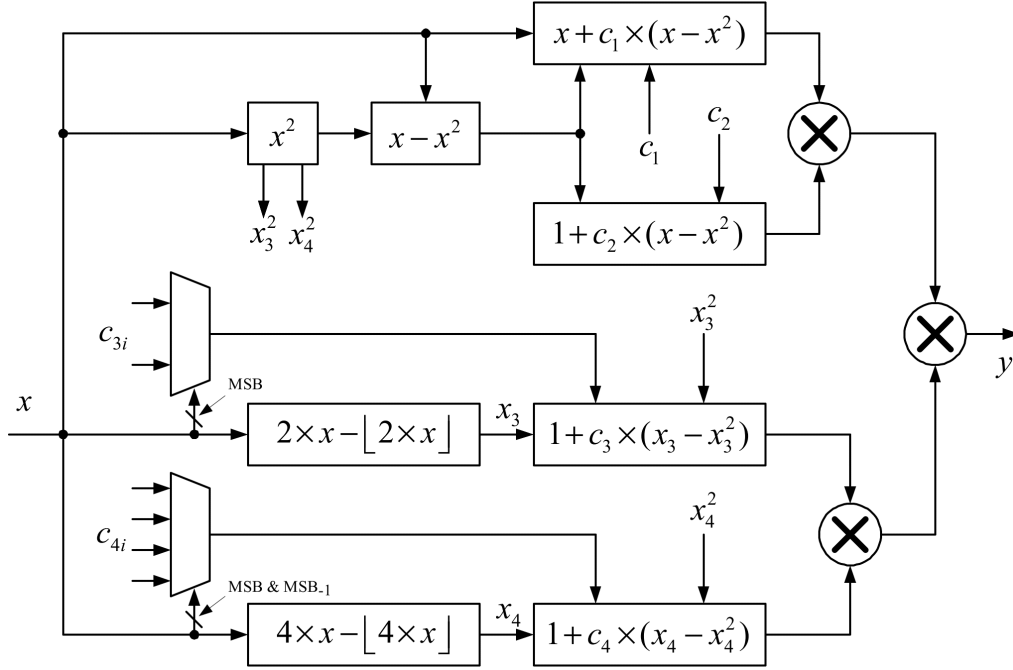 x + c₁ × (x − x²)
x²
x − x²
c₁
c₂
x₃² x₄²
1 + c₂ × (x − x²)
c₃ᵢ
x₃²
MSB
x
2 × x − ⌊2 × x⌋
x₃
1 + c₃ × (x₃ − x₃²)
y
c₄ᵢ
x₄²
MSB & MSB₋₁
4 × x − ⌊4 × x⌋
x₄
1 + c₄ × (x₄ − x₄²)